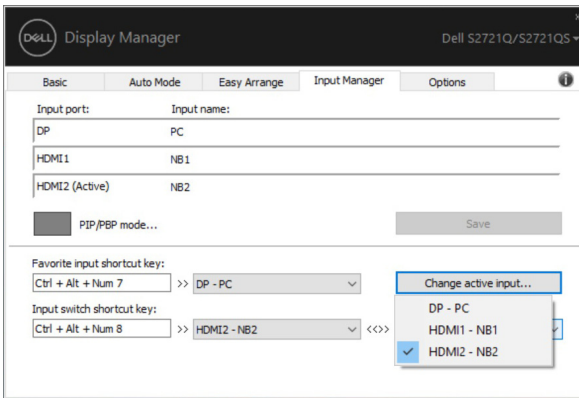 DELL Display Manager Dell S2721Q/S2721QS
Basic Auto Mode Easy Arrange Input Manager Options
Input port: Input name:
DP PC
HDMI1 NB1
HDMI2 (Active) NB2
PIP/PBP mode... Save
Favorite input shortcut key:
Ctrl + Alt + Num 7 >> DP - PC Change active input...
DP - PC
Input switch shortcut key:
Ctrl + Alt + Num 8 >> HDMI2 - NB2 <<>> HDMI1 - NB1
HDMI2 - NB2